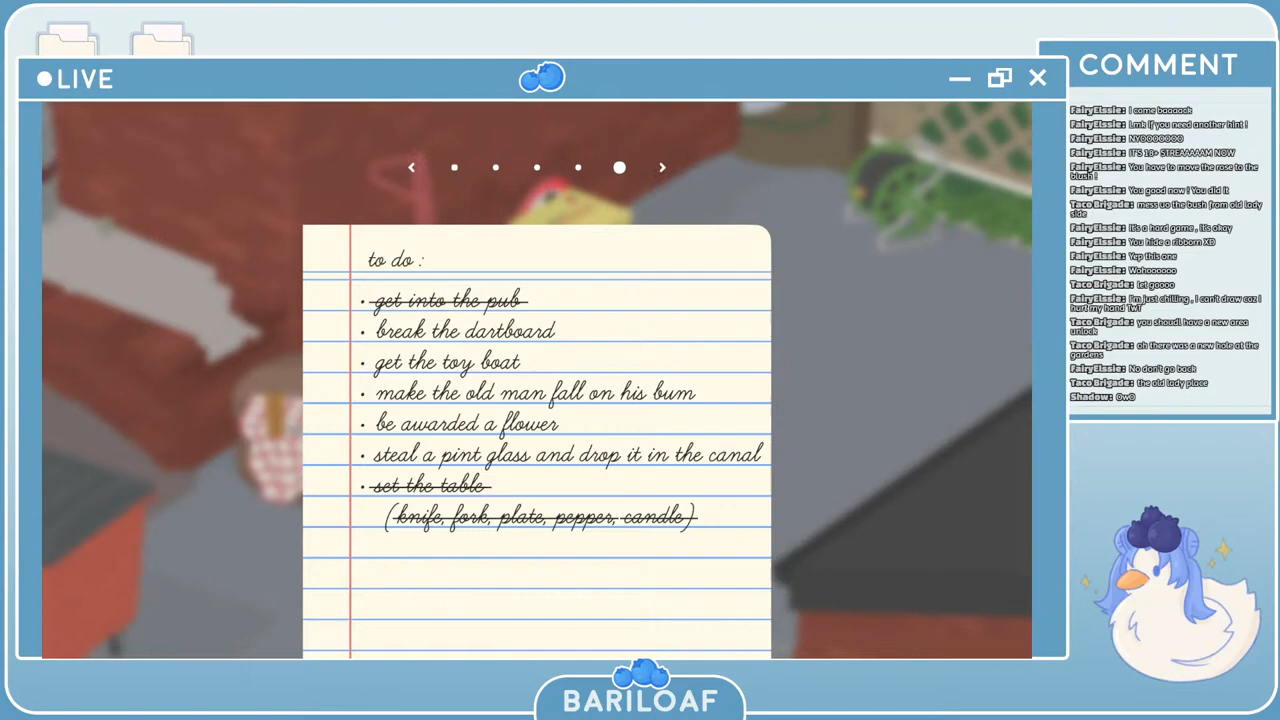 LIVE
COMMENT
FairyElssie: I come baaaack
FairyElssie: Lmk if you need another hint !
FairyElssie: NYOOOOOOO
FairyElssie: IT'S 18+ STREAAAAAM NOW
FairyElssie: You have to move the rose to the
blush !
FairyElssie: You good now ! You did it
Taco Brigade: mess uo the bush from old lady
side
FairyElssie: It's a hard game , it's okay
FairyElssie: You hide a ribborn XD
FairyElssie: Yep this one
FairyElssie: Wohoooooo
Taco Brigade: let goooo
FairyElssie: I'm just chilling , I can't draw coz I
hurt my hand TwT
Taco Brigade: you shoudl have a new area
unlock
Taco Brigade: oh there was a new hole at the
gardens
FairyElssie: No don't go back
Taco Brigade: the old lady place
Shadow: OwO
to do :
• get into the pub
• break the dartboard
• get the toy boat
• make the old man fall on his bum
• be awarded a flower
• steal a pint glass and drop it in the canal
• set the table
(knife, fork, plate, pepper, candle)
BARILOAF